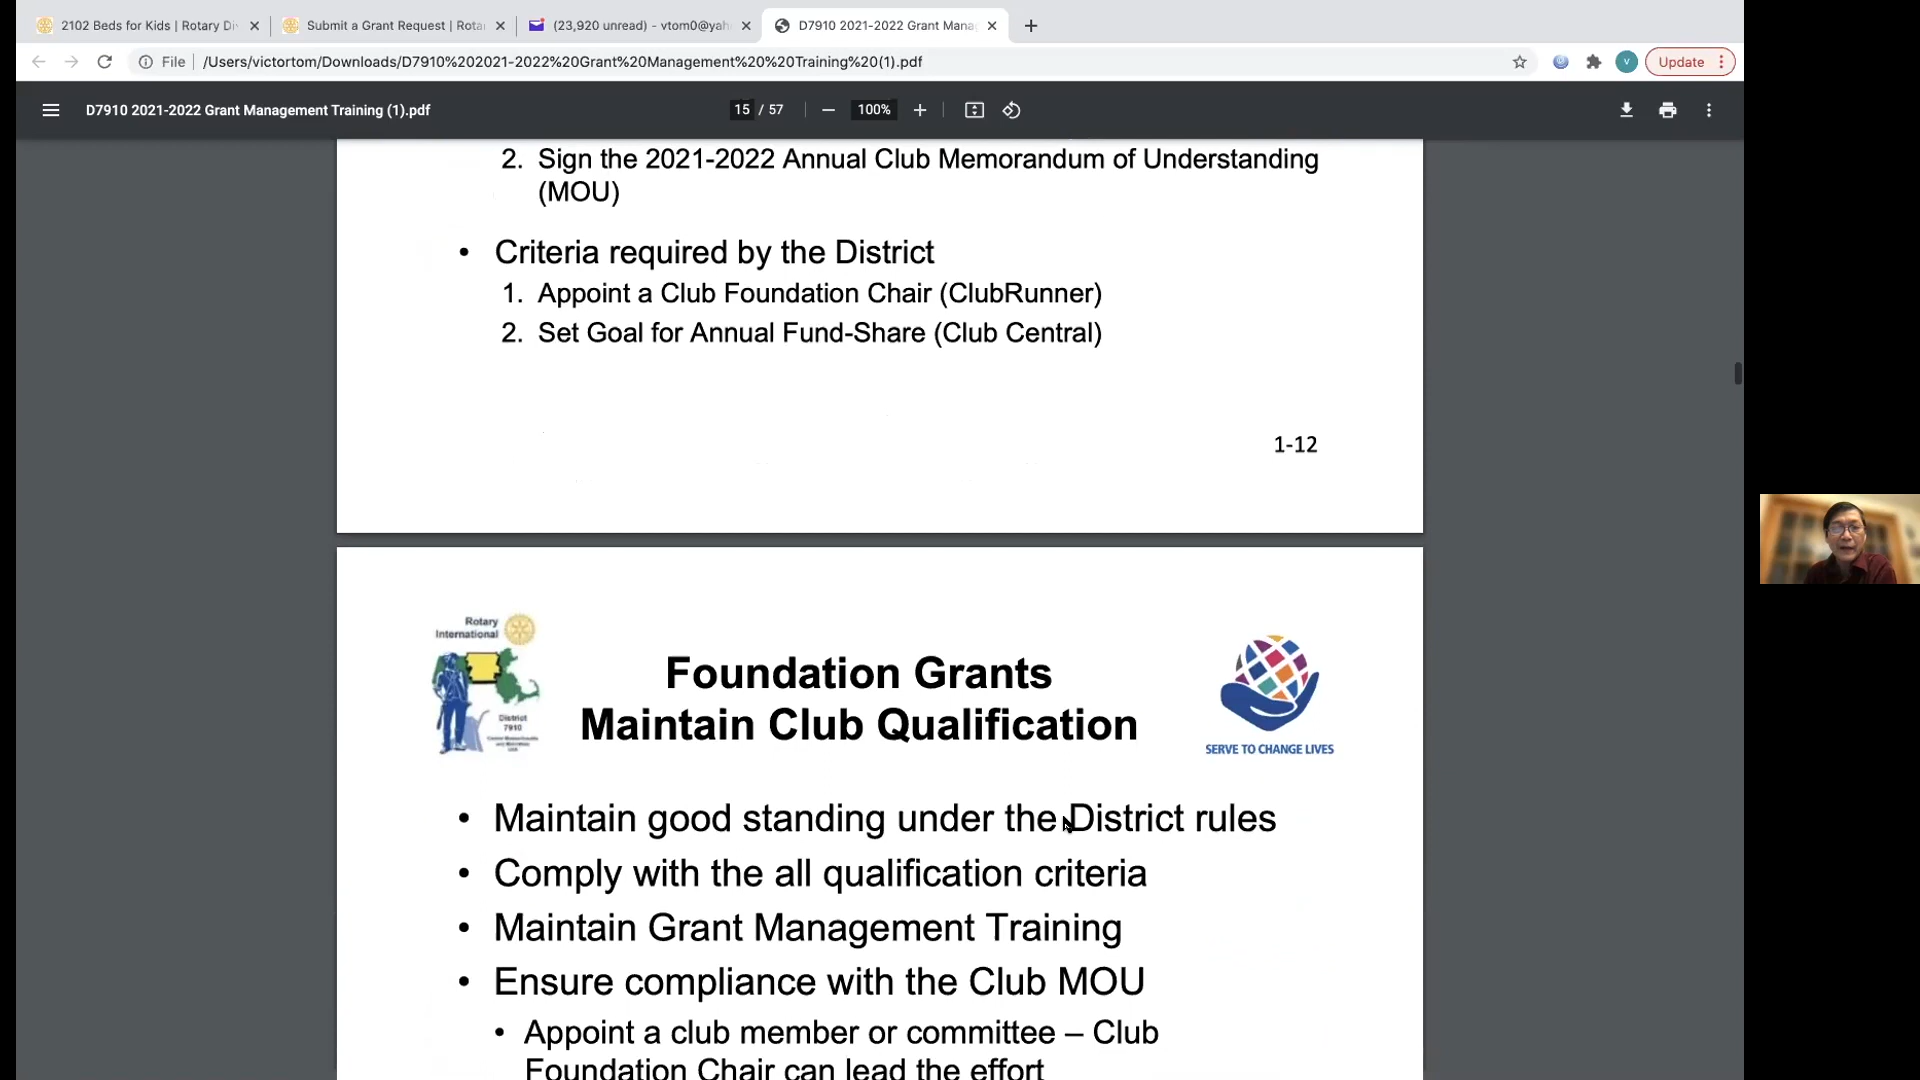 2102 Beds for Kids | Rotary Di
Submit a Grant Request | Rota
(23,920 unread) - vtom0@yah
D7910 2021-2022 Grant Mana
File
/Users/victortom/Downloads/D7910%202021-2022%20Grant%20Management%20%20Training%20(1).pdf
V
Update
D7910 2021-2022 Grant Management Training (1).pdf
15 / 57
100%
2. Sign the 2021-2022 Annual Club Memorandum of Understanding
(MOU)
• Criteria required by the District
1. Appoint a Club Foundation Chair (ClubRunner)
2. Set Goal for Annual Fund-Share (Club Central)
1-12
Rotary
International
District
7910
Foundation Grants
Maintain Club Qualification
SERVE TO CHANGE LIVES
• Maintain good standing under the District rules
• Comply with the all qualification criteria
• Maintain Grant Management Training
• Ensure compliance with the Club MOU
• Appoint a club member or committee – Club
Foundation Chair can lead the effort